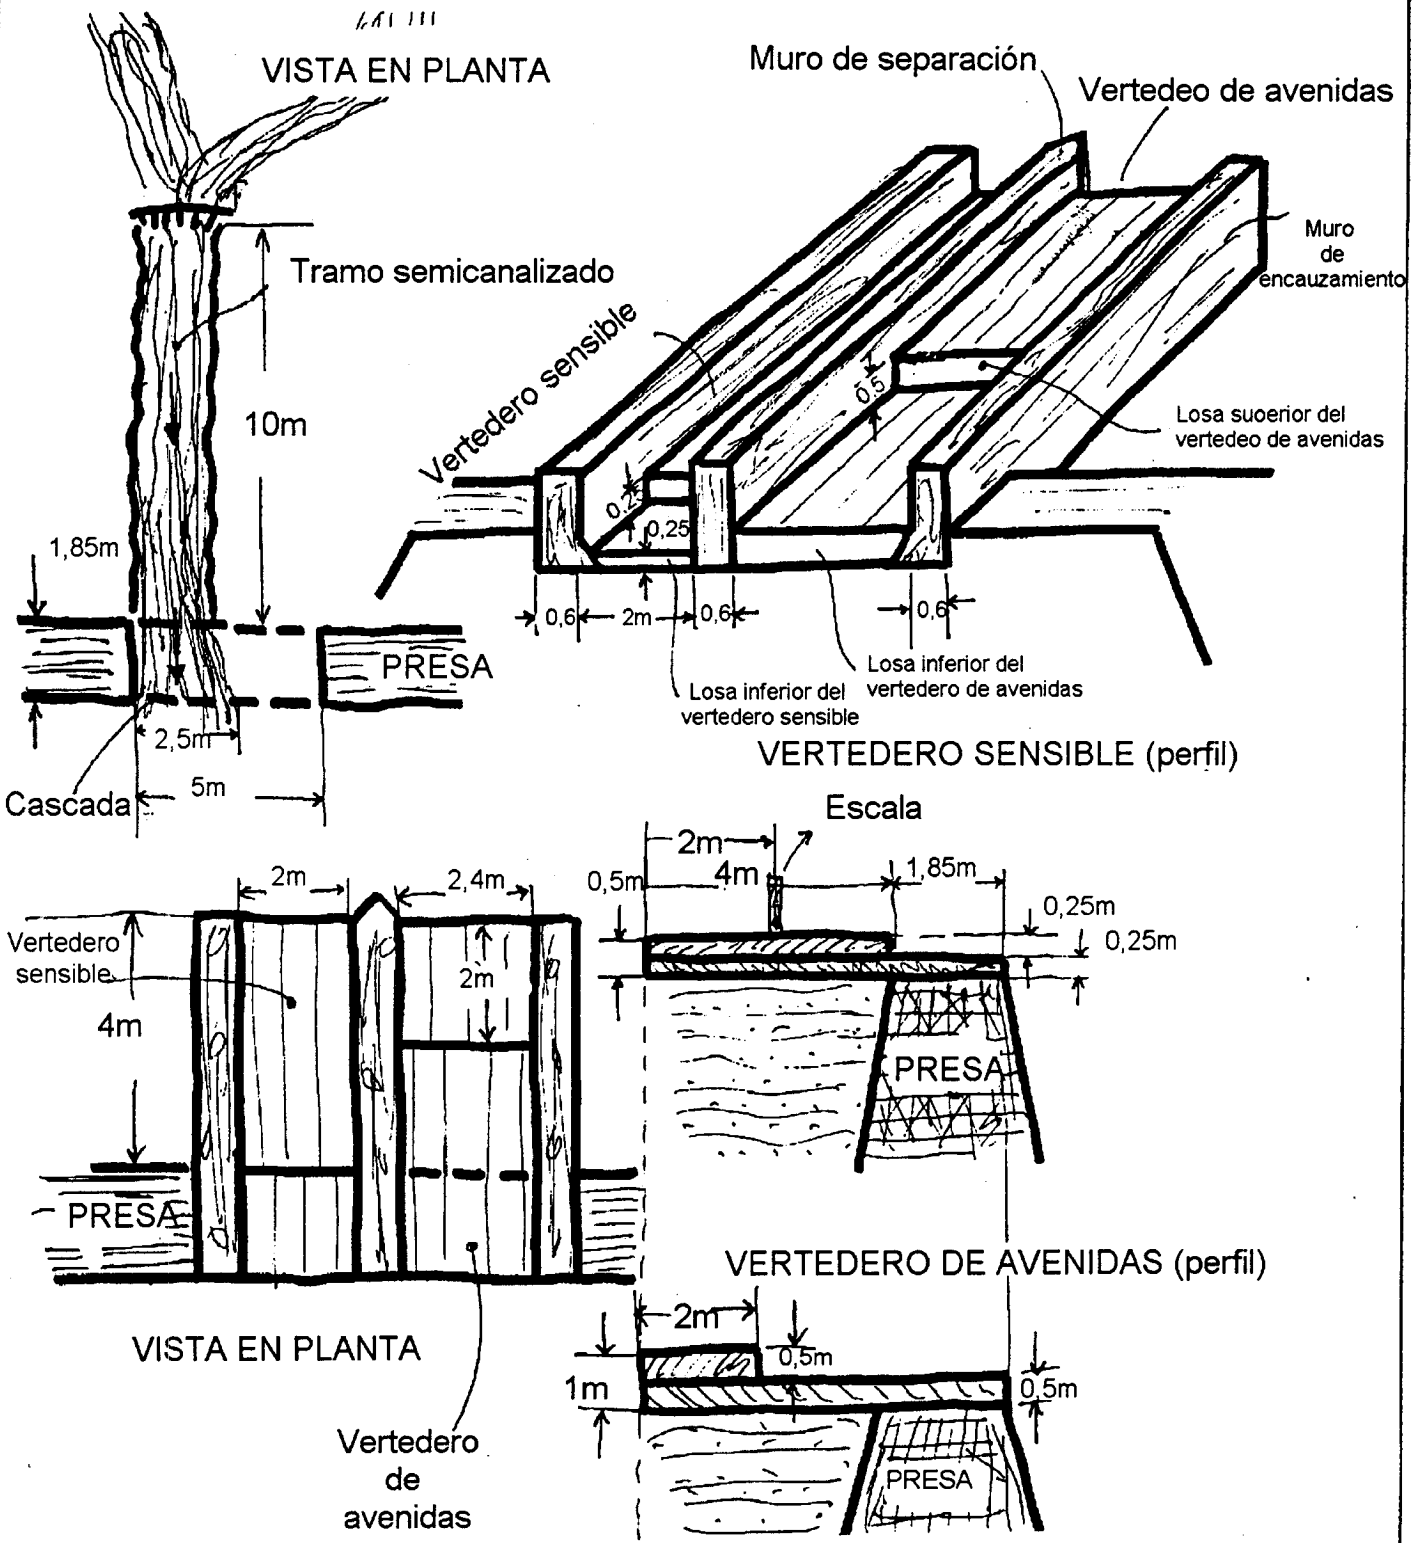 VISTA EN PLANTA
Tramo semicanalizado
10m
1,85m
PRESA
2,5m
5m
Cascada
Muro de separación
Vertedeo de avenidas
Muro
de
encauzamiento
Vertedero sensible
0,5
Losa suoerior del
vertedeo de avenidas
0,2
0,25
0,6
2m
0,6
0,6
Losa inferior del
vertedero de avenidas
Losa inferior del
vertedero sensible
VERTEDERO SENSIBLE (perfil)
Escala
2m
4m
0,5m
1,85m
0,25m
0,25m
PRESA
2m
2,4m
Vertedero
sensible
2m
4m
PRESA
VISTA EN PLANTA
Vertedero
de
avenidas
VERTEDERO DE AVENIDAS (perfil)
2m
0,5m
1m
0,5m
PRESA